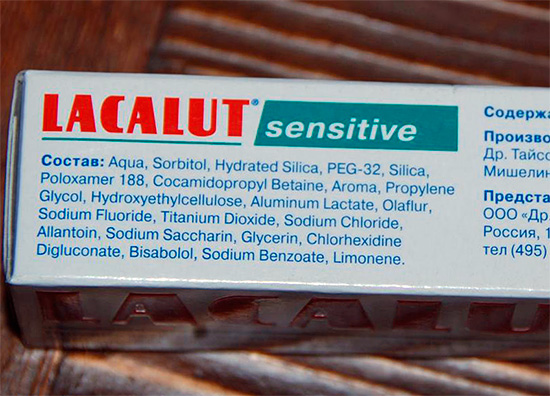 LACALUT® sensitive
Состав: Aqua, Sorbitol, Hydrated Silica, PEG-32, Silica,
Poloxamer 188, Cocamidopropyl Betaine, Aroma, Propylene
Glycol, Hydroxyethylcellulose, Aluminum Lactate, Olaflur,
Sodium Fluoride, Titanium Dioxide, Sodium Chloride,
Allantoin, Sodium Saccharin, Glycerin, Chlorhexidine
Digluconate, Bisabolol, Sodium Benzoate, Limonene.
Содержа
Произво
Др. Тайсс
Мишелин
Предста
ООО «Др.
Россия, 1
тел (495)
LACALUT